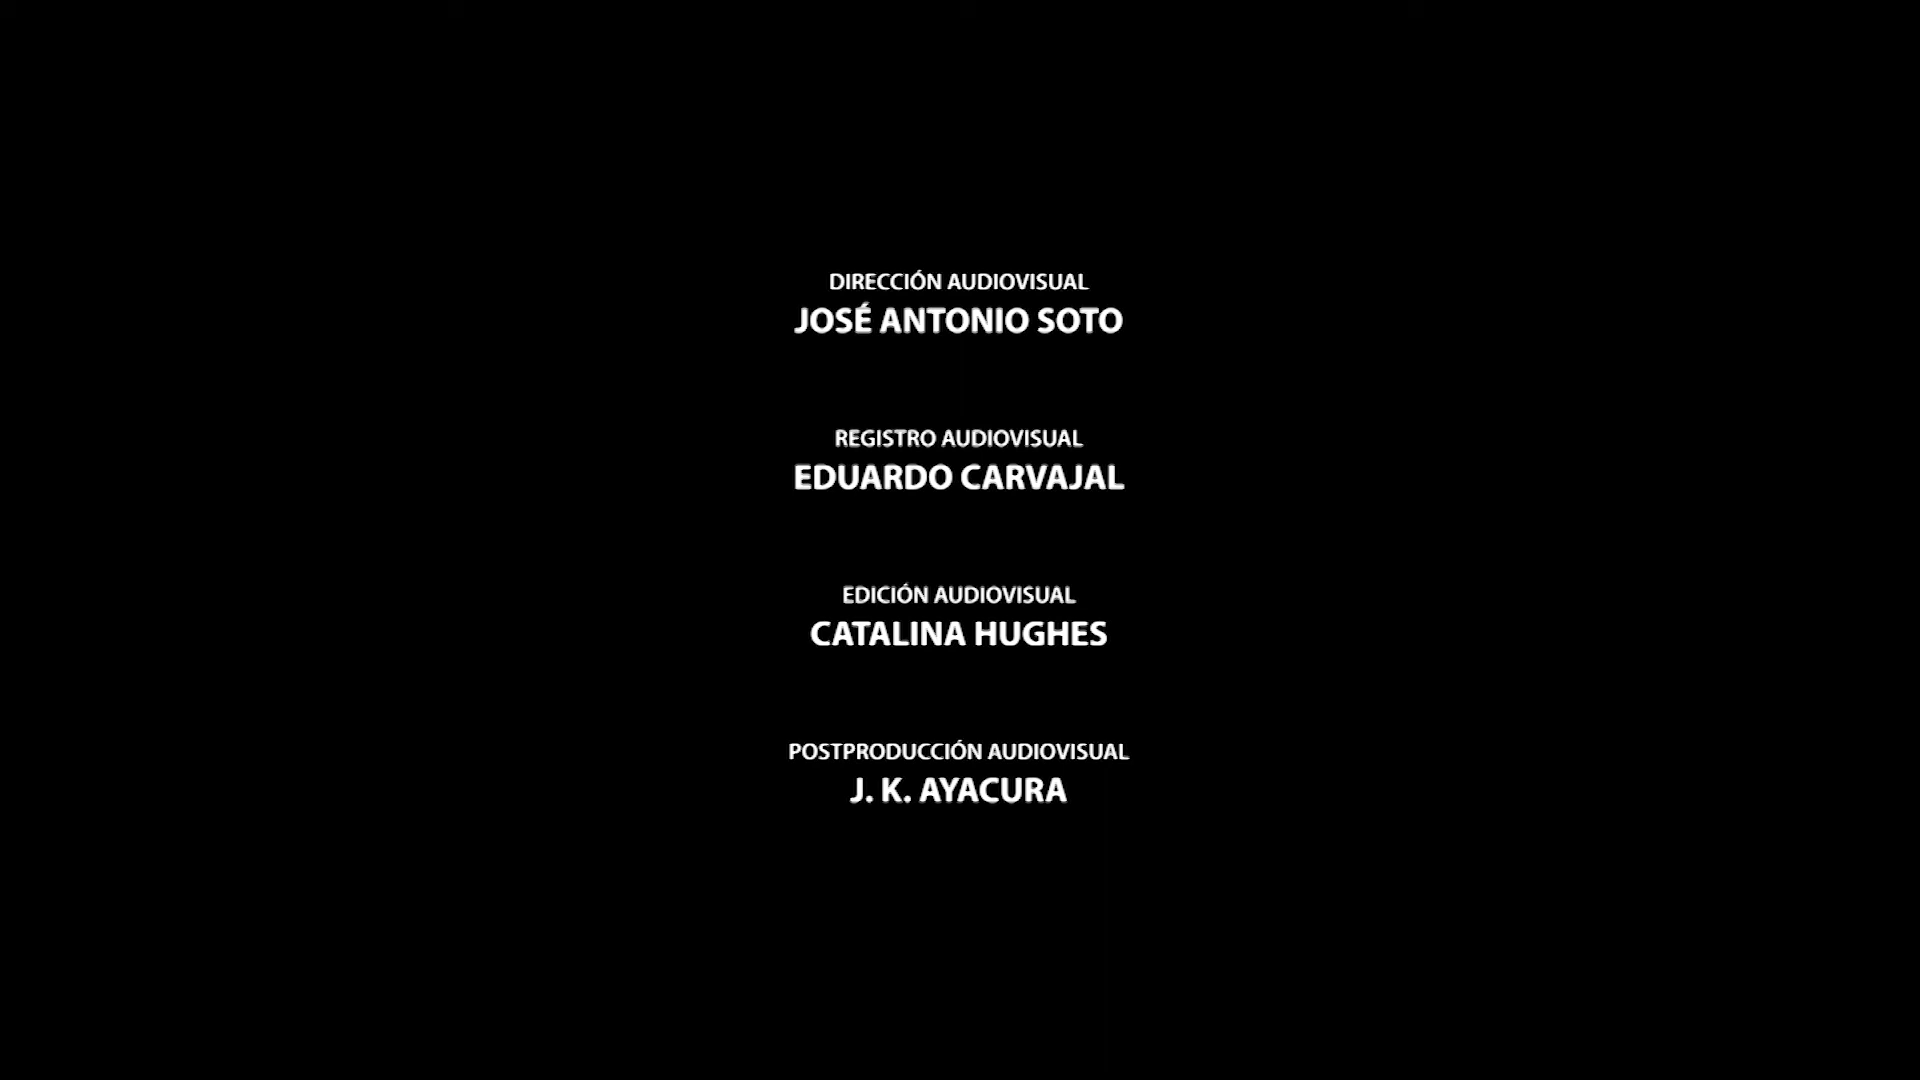 DIRECCIÓN AUDIOVISUAL
JOSÉ ANTONIO SOTO
REGISTRO AUDIOVISUAL
EDUARDO CARVAJAL
EDICIÓN AUDIOVISUAL
CATALINA HUGHES
POSTPRODUCCIÓN AUDIOVISUAL
J. K. AYACURA